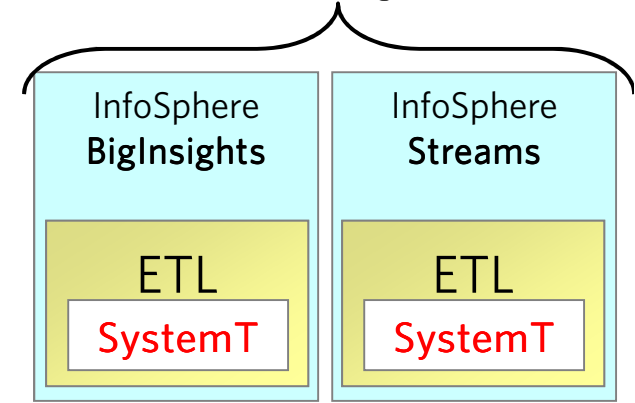 InfoSphere
BigInsights
ETL
SystemT
InfoSphere
Streams
ETL
SystemT